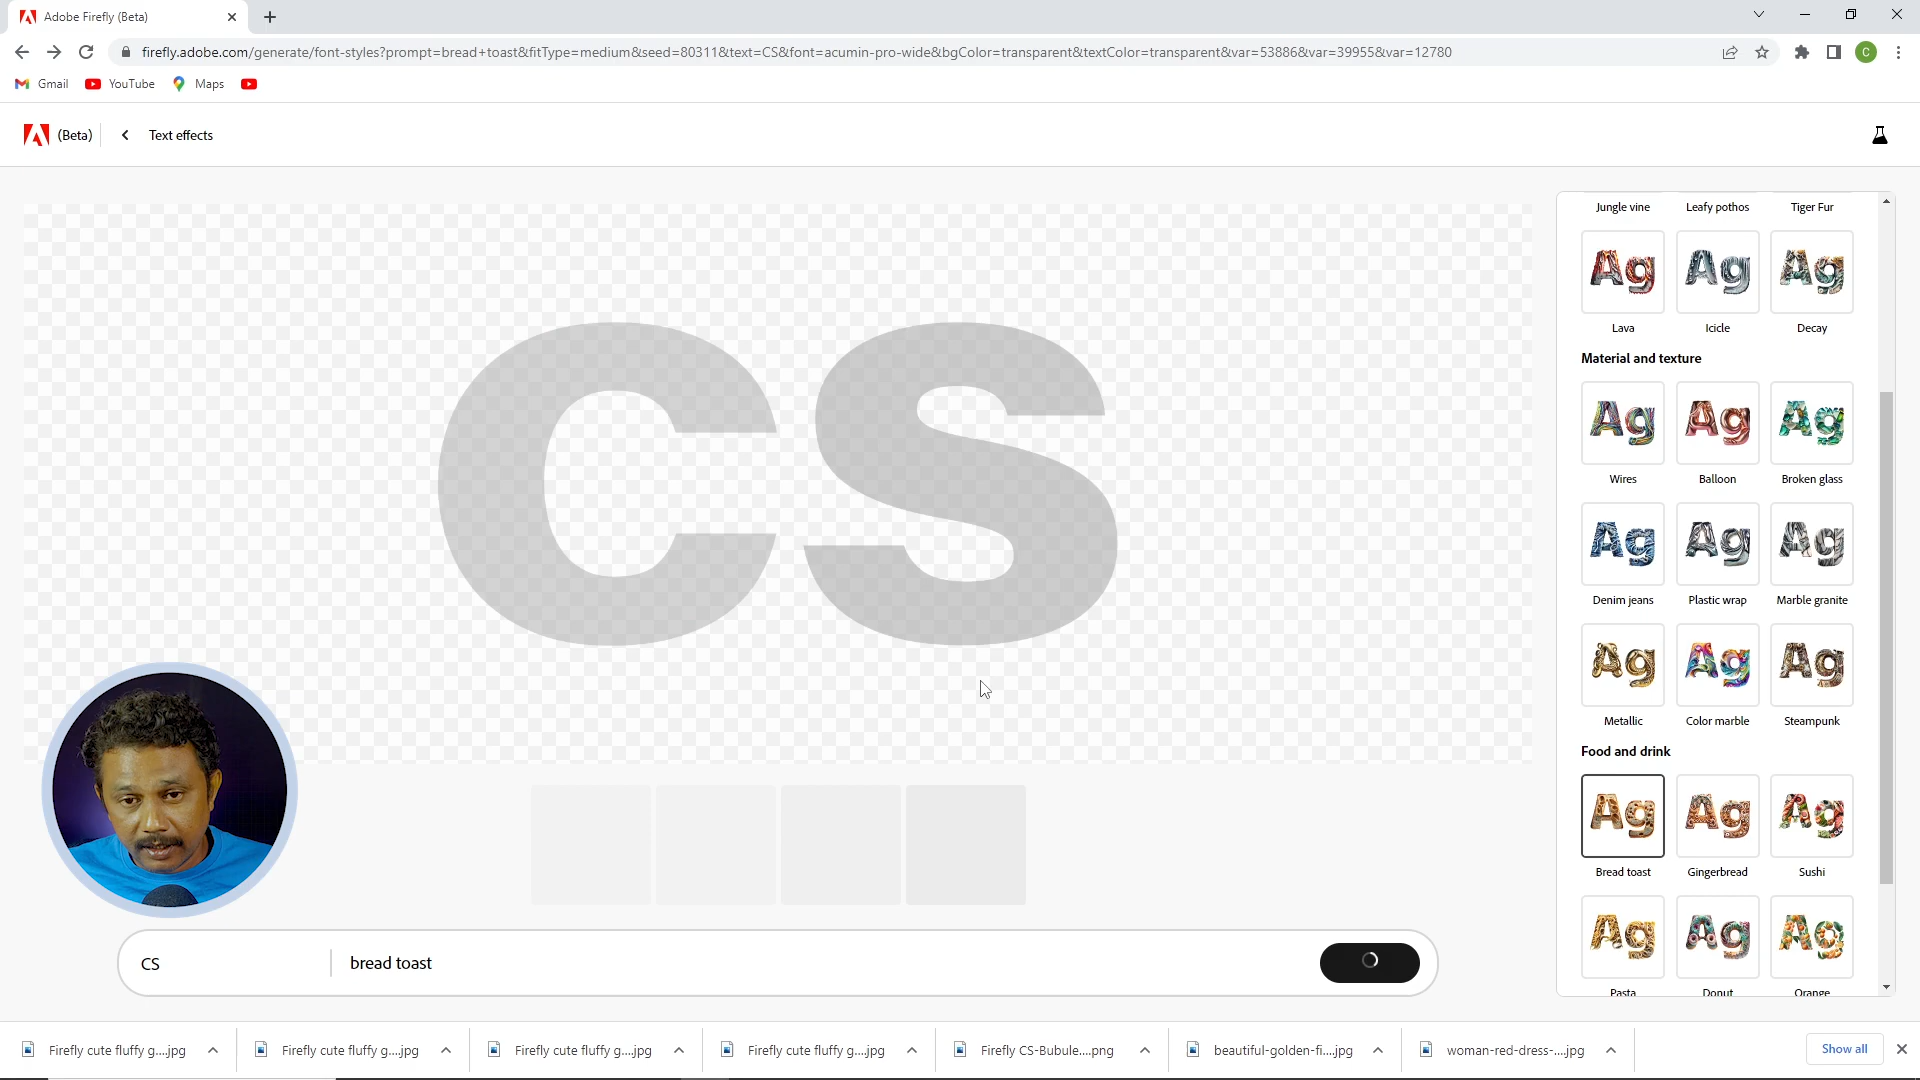 Adobe Firefly (Beta)
firefly.adobe.com/generate/font-styles?prompt=bread+toast&fitType=medium&seed=80311&text=CS&font=acumin-pro-wide&bgColor=transparent&textColor=transparent&var=53886&var=39955&var=12780
C
Gmail
YouTube
Maps
(Beta)
Text effects
Jungle vine
Leafy pothos
Tiger Fur
Ag
Ag
Ag
Lava
Icicle
Decay
Material and texture
Ag
Ag
Ag
Wires
Balloon
Broken glass
Ag
Ag
Ag
Denim jeans
Plastic wrap
Marble granite
Ag
Ag
Ag
Metallic
Color marble
Steampunk
Food and drink
Ag
Ag
Ag
Bread toast
Gingerbread
Sushi
Ag
Ag
Ag
Pasta
Donut
Orange
CS
CS
bread toast
Firefly cute fluffy g....jpg
Firefly cute fluffy g....jpg
Firefly cute fluffy g....jpg
Firefly cute fluffy g....jpg
Firefly CS-Bubule....png
beautiful-golden-fi....jpg
woman-red-dress-....jpg
Show all